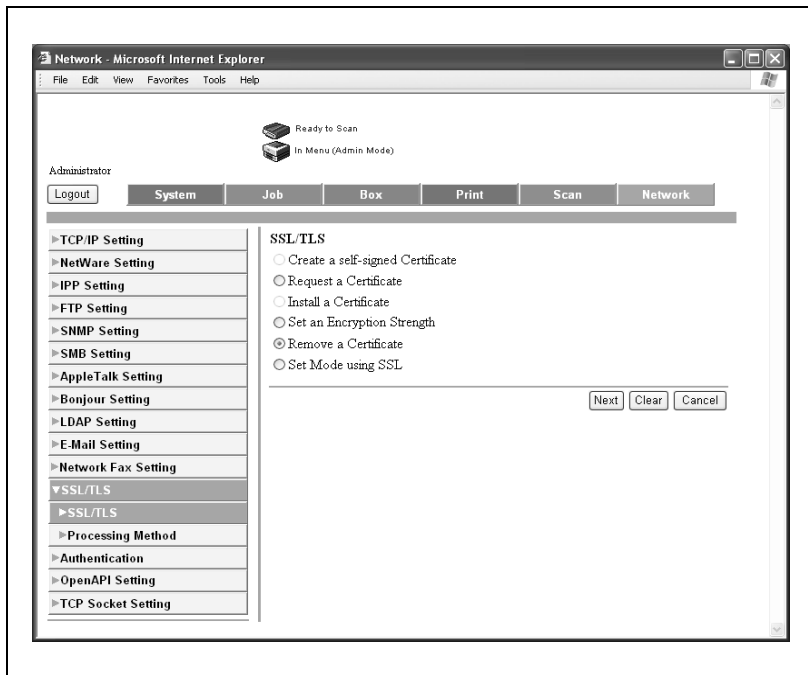 Network - Microsoft Internet Explorer
File Edit View Favorites Tools Help
Ready to Scan
In Menu (Admin Mode)
Administrator
Logout System Job Box Print Scan Network
TCP/IP Setting
NetWare Setting
IPP Setting
FTP Setting
SNMP Setting
SMB Setting
AppleTalk Setting
Bonjour Setting
LDAP Setting
E-Mail Setting
Network Fax Setting
SSL/TLS
SSL/TLS
Processing Method
Authentication
OpenAPI Setting
TCP Socket Setting
SSL/TLS
Create a self-signed Certificate
Request a Certificate
Install a Certificate
Set an Encryption Strength
Remove a Certificate
Set Mode using SSL
Next Clear Cancel